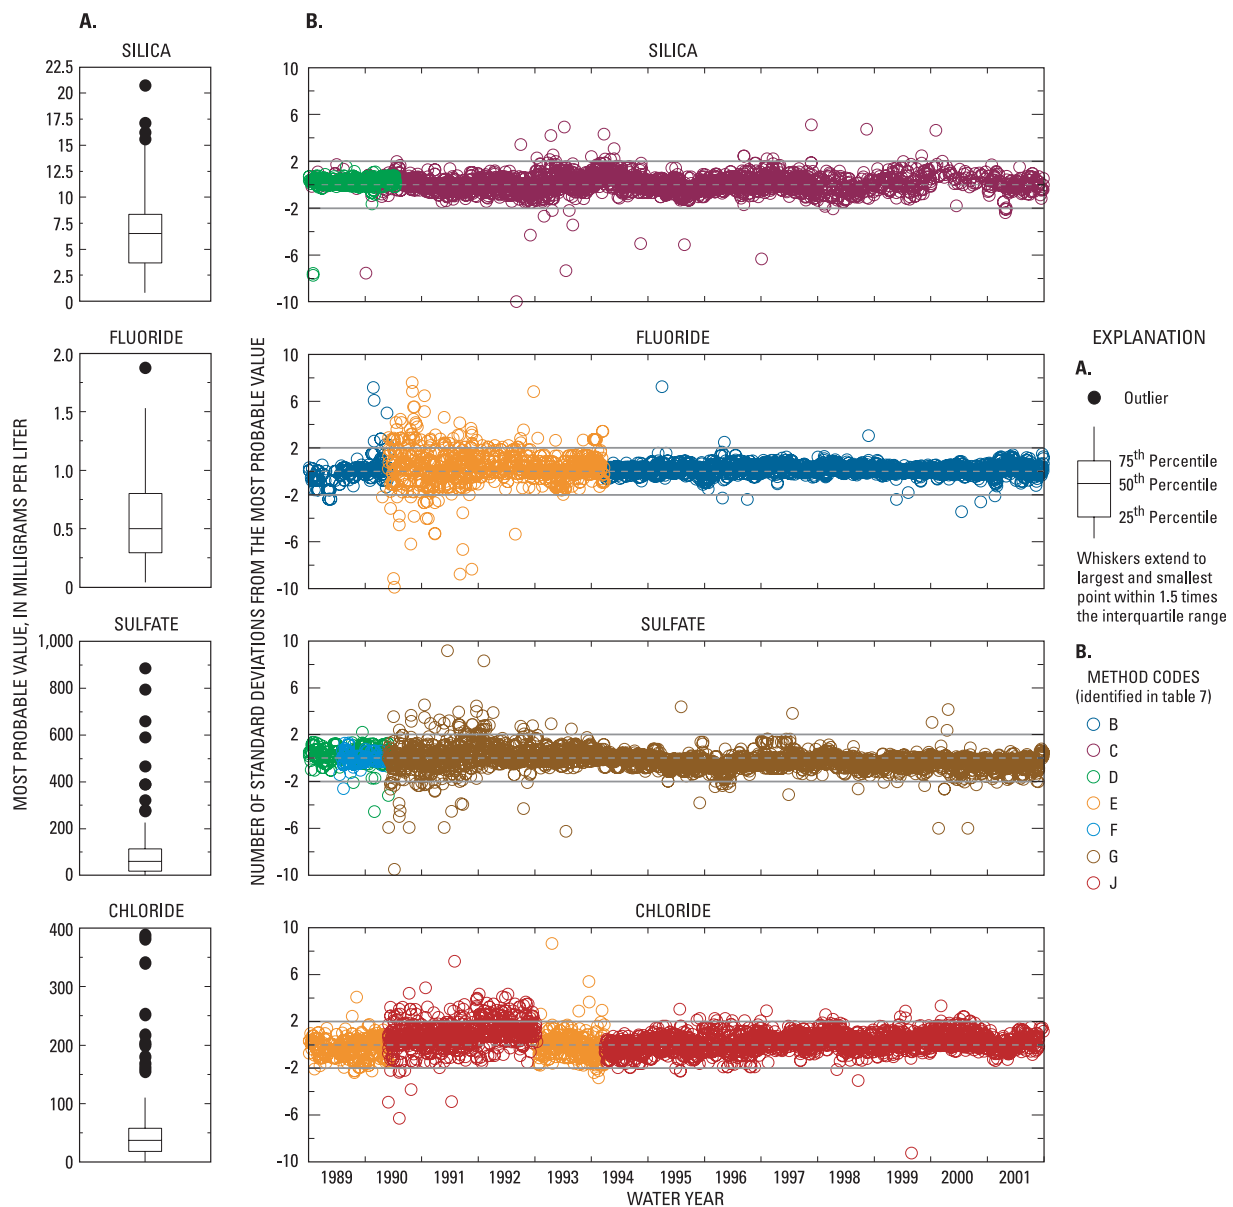 A.
B.
SILICA
SILICA
22.5
20
17.5
15
12.5
10
7.5
5
2.5
0
10
6
2
-2
-6
-10
FLUORIDE
FLUORIDE
2.0
1.5
1.0
0.5
0
10
6
2
-2
-6
-10
SULFATE
SULFATE
1,000
800
600
400
200
0
10
6
2
-2
-6
-10
CHLORIDE
CHLORIDE
400
300
200
100
0
10
6
2
-2
-6
-10
MOST PROBABLE VALUE, IN MILLIGRAMS PER LITER
NUMBER OF STANDARD DEVIATIONS FROM THE MOST PROBABLE VALUE
1989 1990 1991 1992 1993 1994 1995 1996 1997 1998 1999 2000 2001
WATER YEAR
EXPLANATION
A.
Outlier
75th Percentile
50th Percentile
25th Percentile
Whiskers extend to
largest and smallest
point within 1.5 times
the interquartile range
B.
METHOD CODES
(identified in table 7)
B
C
D
E
F
G
J